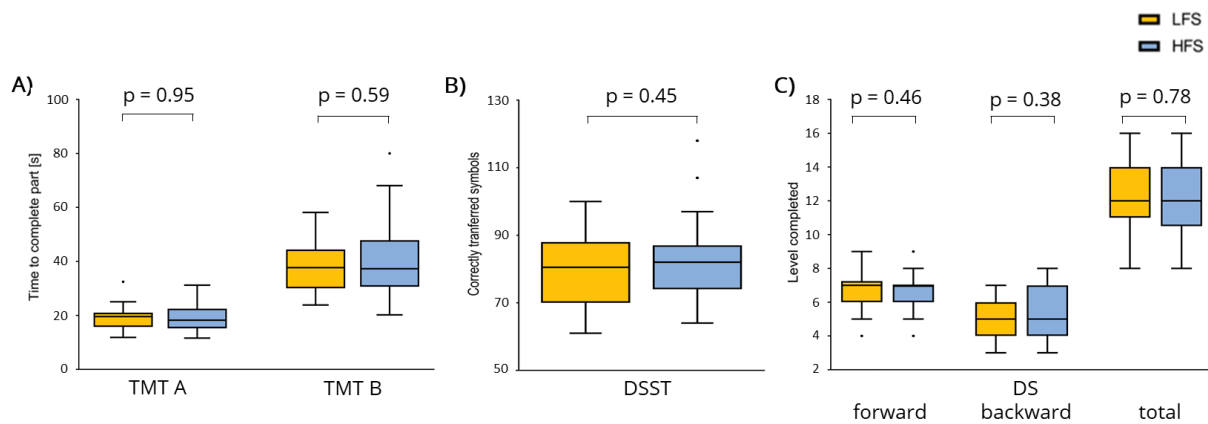 LFS
HFS
A)
p = 0.95
p = 0.59
Time to complete part [s]
100
80
60
40
20
0
TMT A
TMT B
B)
p = 0.45
Correctly tranferred symbols
130
110
90
70
50
DSST
C)
p = 0.46
p = 0.38
p = 0.78
Level completed
18
16
14
12
10
8
6
4
2
DS
forward
backward
total